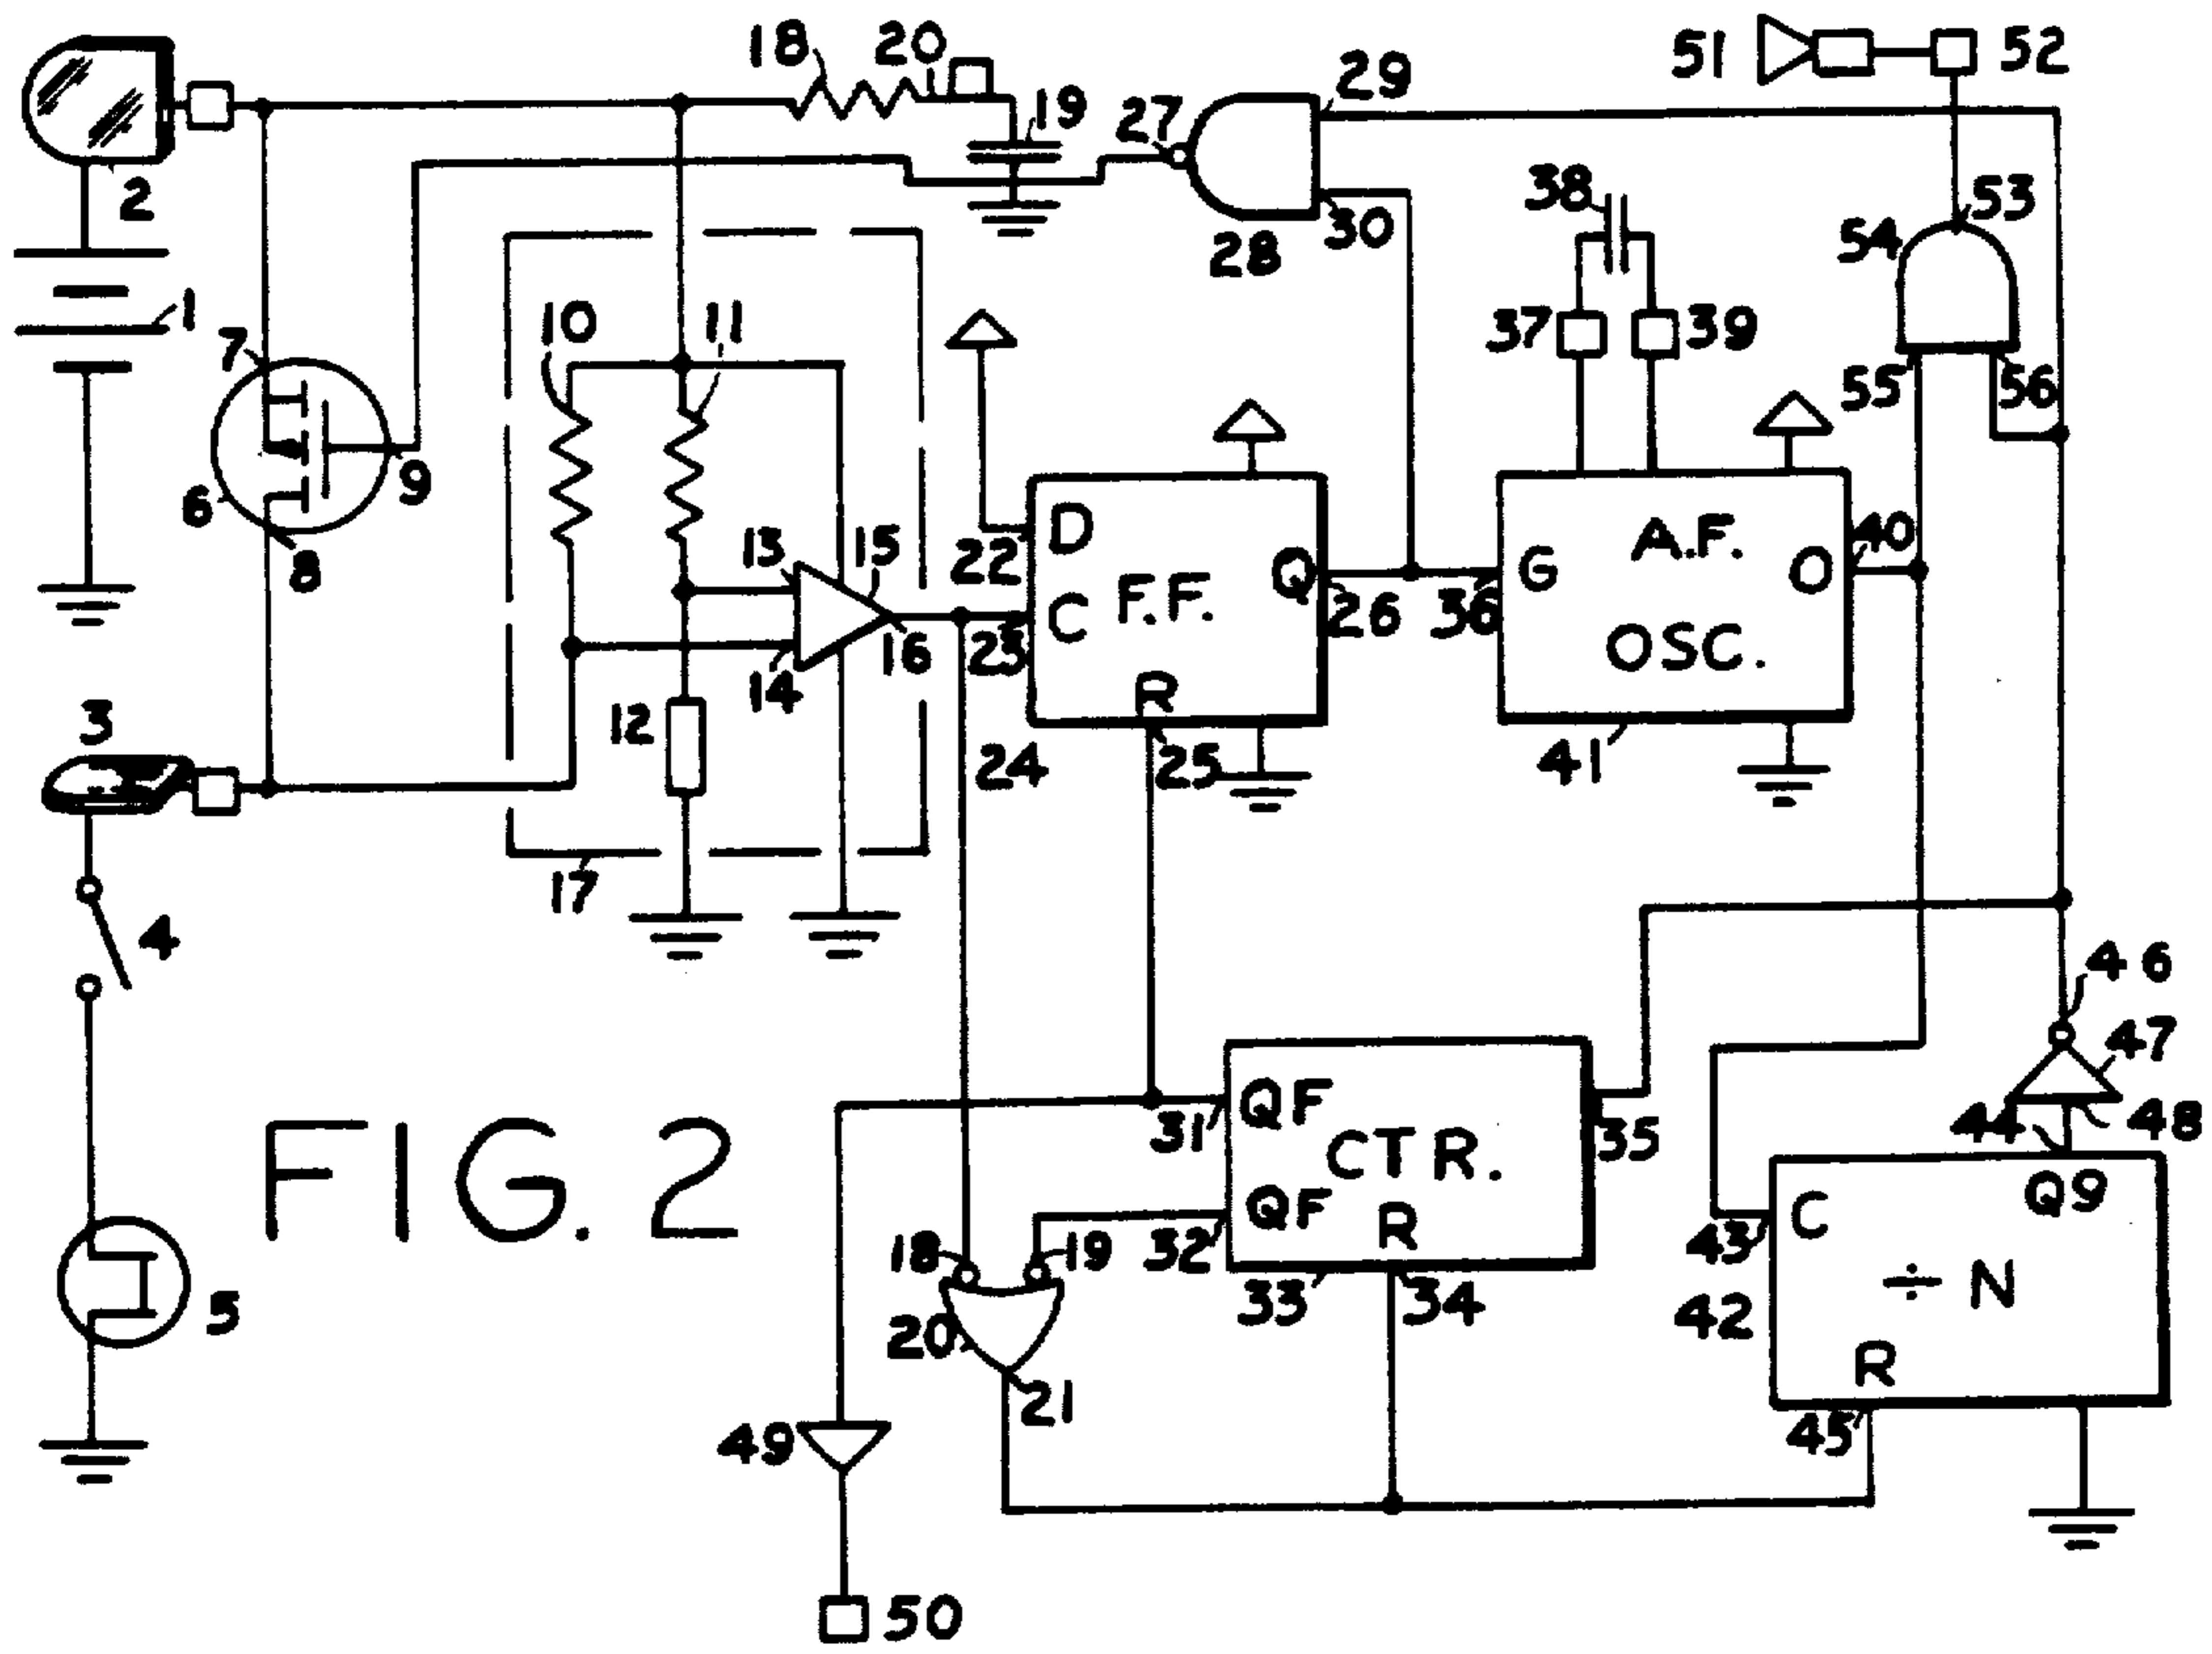 18 20 51 52
29
19 27
2 38 53
30 54
28
1 10 11 37 39
7 55 56
9
6 D A.F. 40
13 15 22 G O
8 Q
C F.F.
23 26 36 OSC.
16
14 R
3 12
24 25 41
17
4
46
47
QF 44 48
31 CTR. 35
FIG. 2 Q9
QF R C
18 19 32 43
5 33 34 ÷ N
20 42
R
21
49 45
50